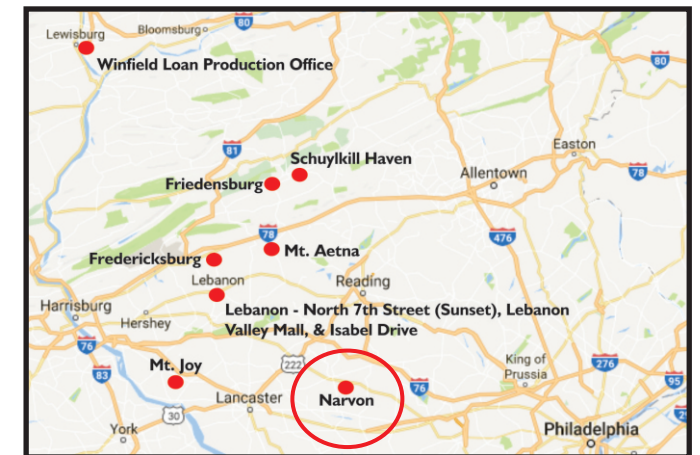 80
Lewisburg
Bloomsburg
Winfield Loan Production Office
80
81
Easton
Schuylkill Haven
Allentown
78
Friedensburg
78
476
Mt. Aetna
Fredericksburg
Lebanon
Reading
Lebanon - North 7th Street (Sunset), Lebanon
Valley Mall, & Isabel Drive
Harrisburg
Hershey
76
King of
Prussia
276
Mt. Joy
222
83
76
95
Narvon
Lancaster
30
York
Philadelphia